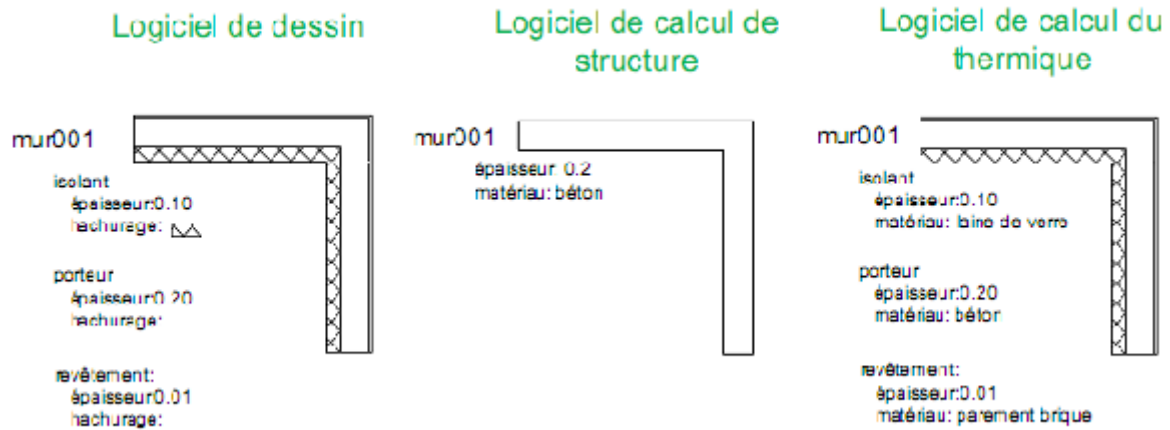 Logiciel de dessin
mur001
isolant
épaisseur:0.10
hachurage:
porteur
épaisseur:0.20
hachurage:
revêtement:
épaisseur:0.01
hachurage:
Logiciel de calcul de
structure
mur001
épaisseur: 0.2
matériau: béton
Logiciel de calcul du
thermique
mur001
isolant
épaisseur:0.10
matériau: laine de verre
porteur
épaisseur:0.20
matériau: béton
revêtement:
épaisseur:0.01
matériau: parement brique